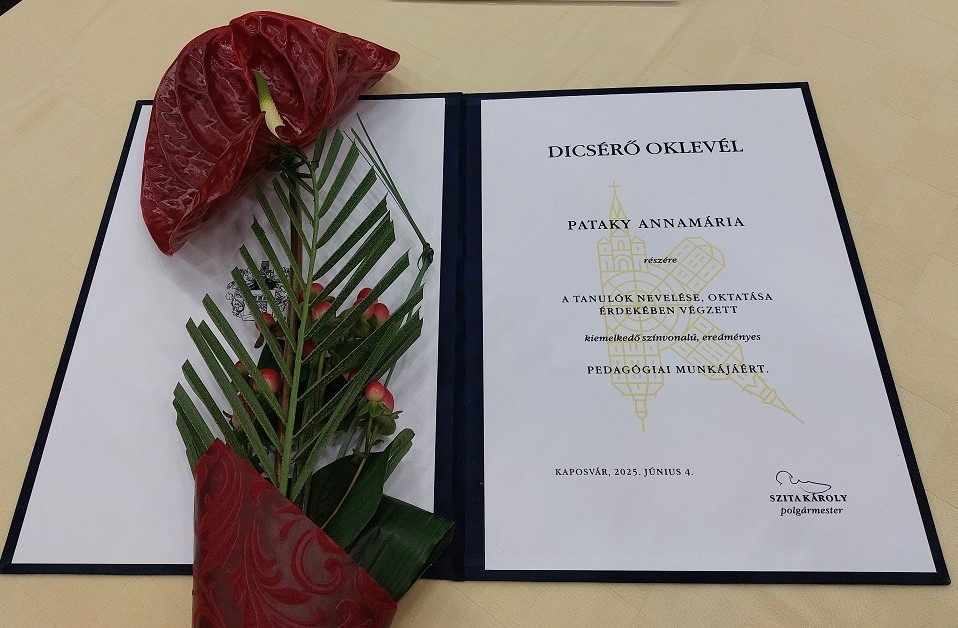 DICSÉRŐ OKLEVÉL
PATAKY ANNAMÁRIA
részére
A TANULÓK NEVELÉSE, OKTATÁSA
ÉRDEKÉBEN VÉGZETT
kiemelkedő színvonalú, eredményes
PEDAGÓGIAI MUNKÁJÁÉRT.
KAPOSVÁR, 2025. JÚNIUS 4.
SZITA KÁROLY
polgármester